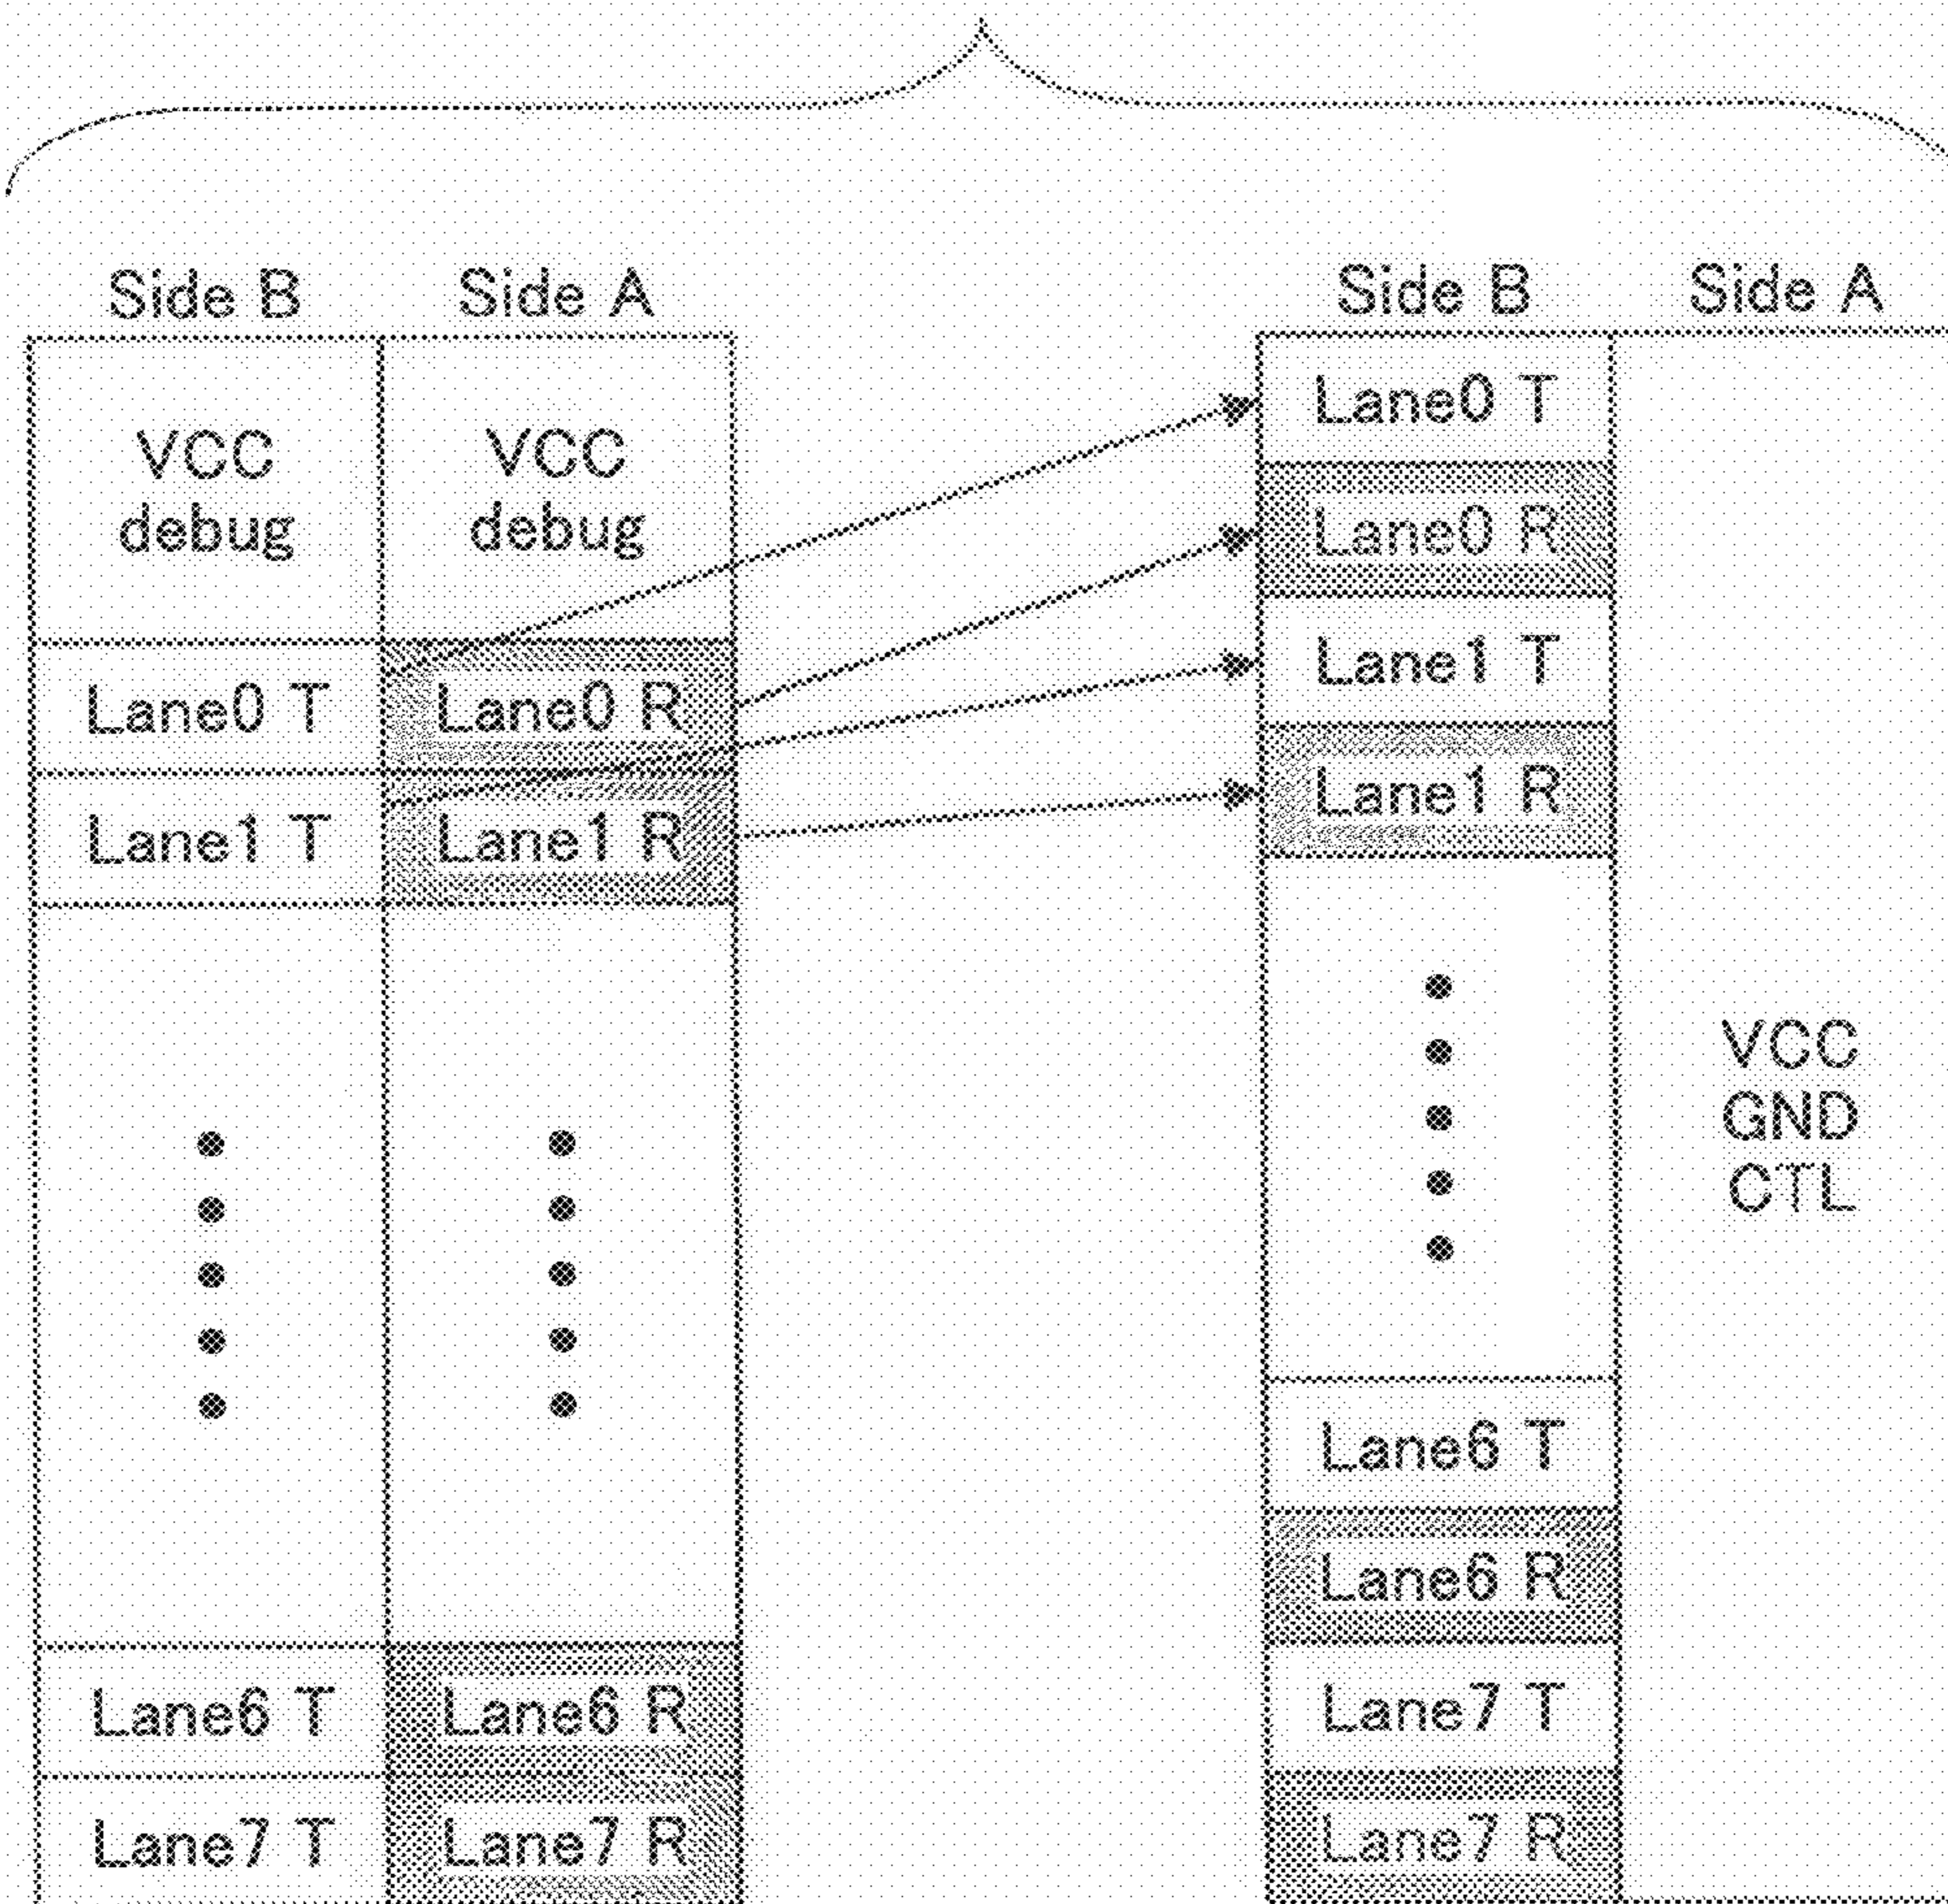 Side B Side A
VCC debug VCC debug
Lane0 T Lane0 R
Lane1 T Lane1 R
Lane6 T Lane6 R
Lane7 T Lane7 R
Side B Side A
Lane0 T
Lane0 R
Lane1 T
Lane1 R
Lane6 T
Lane6 R
Lane7 T
Lane7 R
VCC
GND
CTL